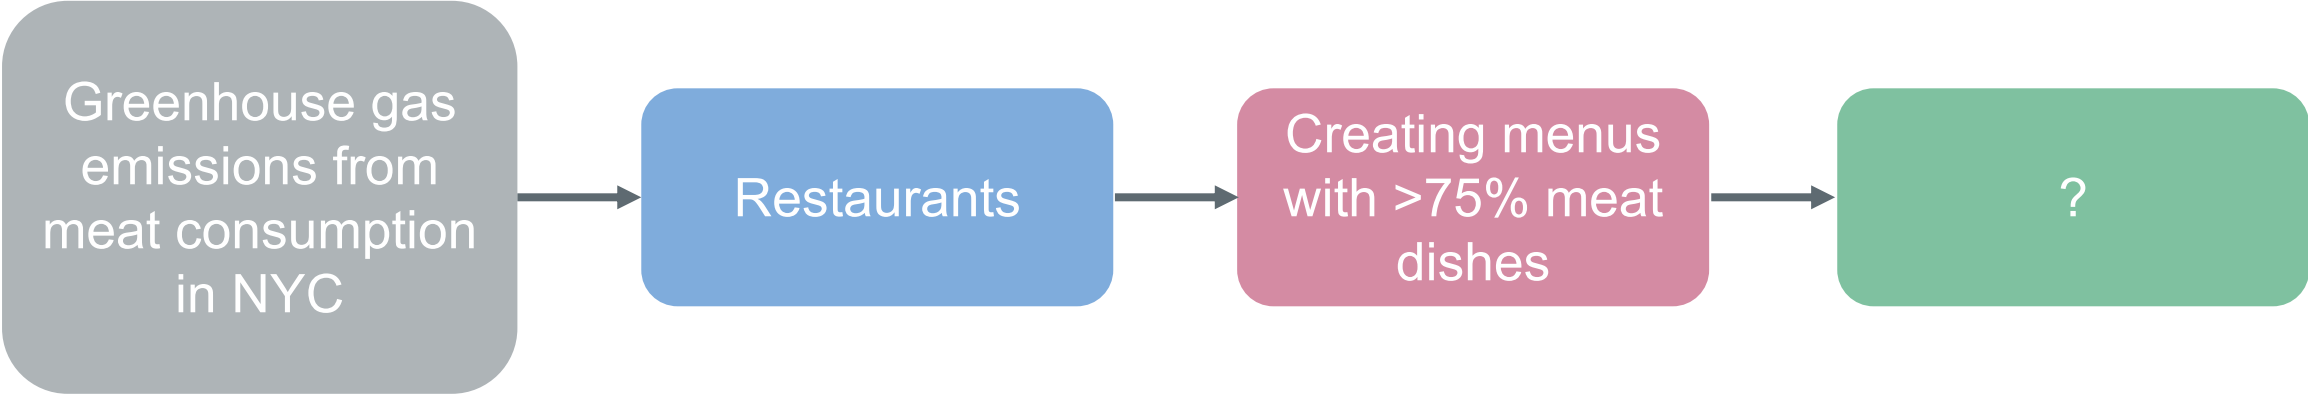 Greenhouse gas
emissions from
meat consumption
in NYC
Restaurants
Creating menus
with >75% meat
dishes
?